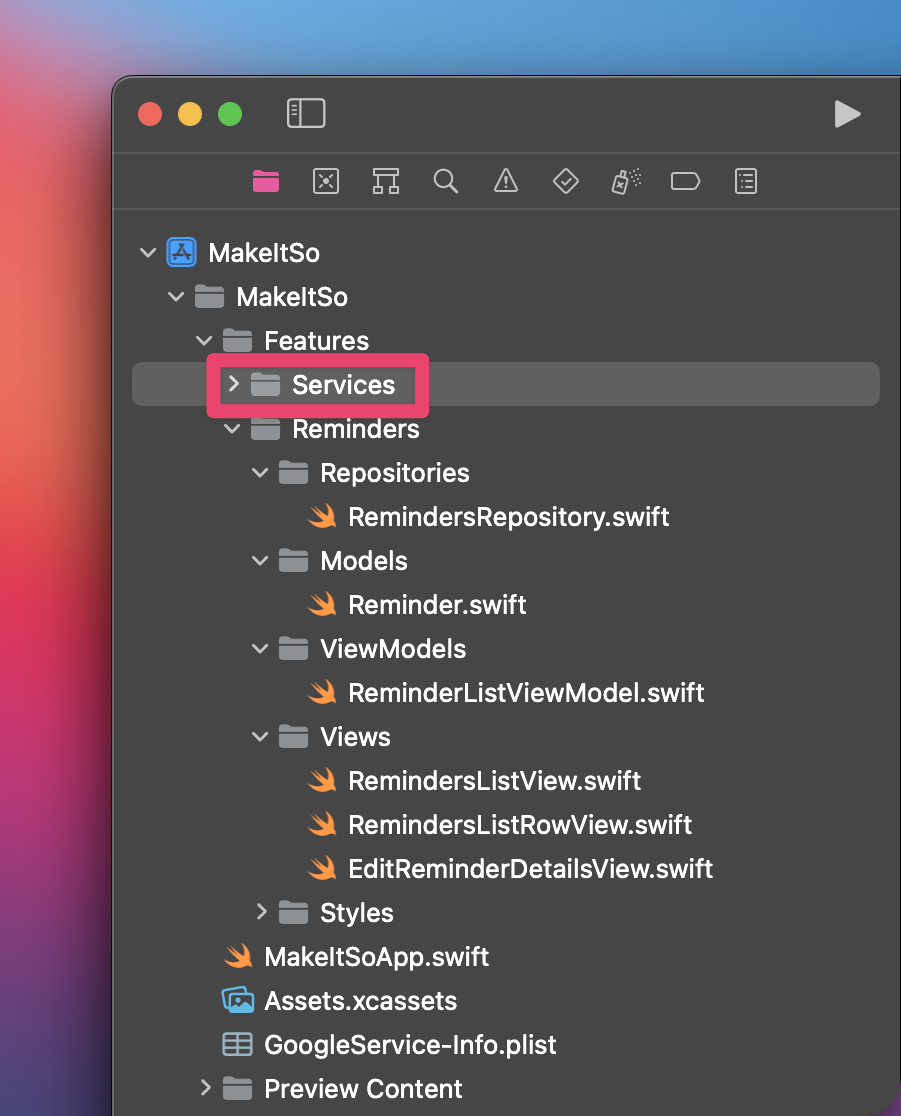 MakeItSo
MakeItSo
Features
Services
Reminders
Repositories
RemindersRepository.swift
Models
Reminder.swift
ViewModels
ReminderListViewModel.swift
Views
RemindersListView.swift
RemindersListRowView.swift
EditReminderDetailsView.swift
Styles
MakeItSoApp.swift
Assets.xcassets
GoogleService-Info.plist
Preview Content